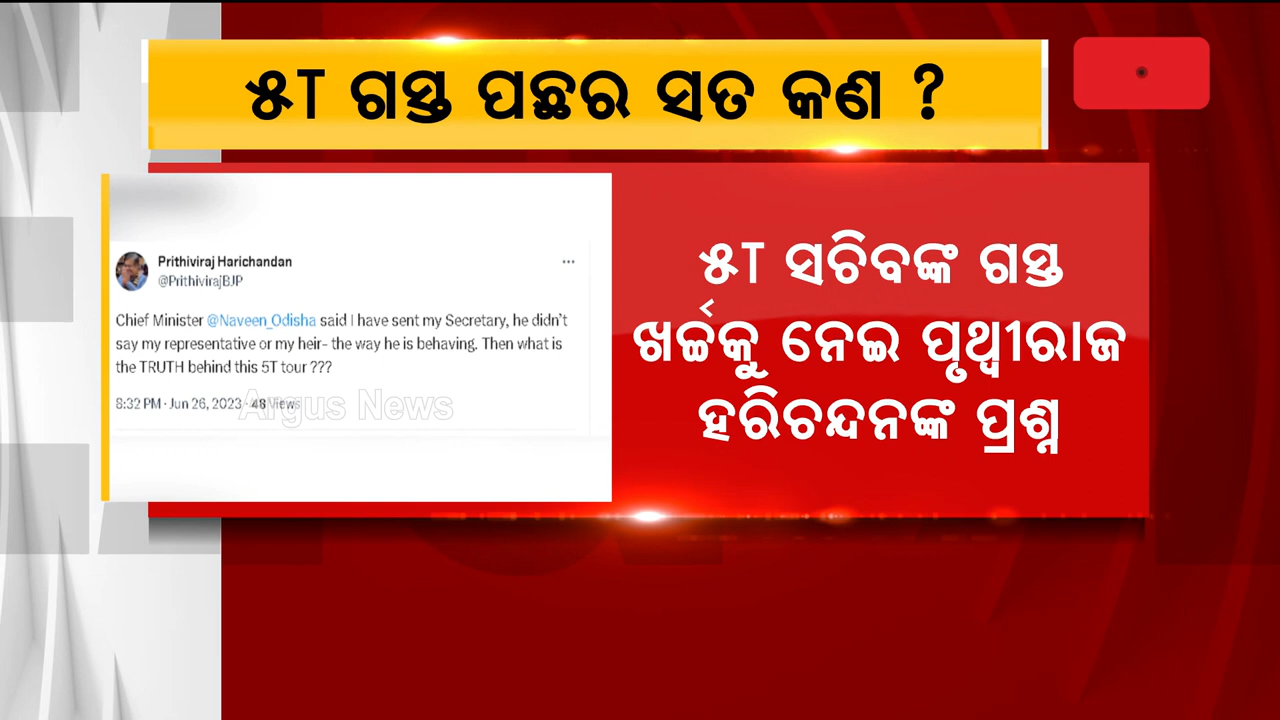 ୫T ଗସ୍ତ ପଛର ସତ କଣ ?
Prithiviraj Harichandan
@PrithivirajBJP
Chief Minister @Naveen_Odisha said I have sent my Secretary, he didn't
say my representative or my heir- the way he is behaving. Then what is
the TRUTH behind this 5T tour ???
8:32 PM · Jun 26, 2023 · 48 Views
Argus News
୫T ସଚିବଙ୍କ ଗସ୍ତ
ଖର୍ଚ୍ଚକୁ ନେଇ ପୃଥ୍ୱୀରାଜ
ହରିଚନ୍ଦନଙ୍କ ପ୍ରଶ୍ନ